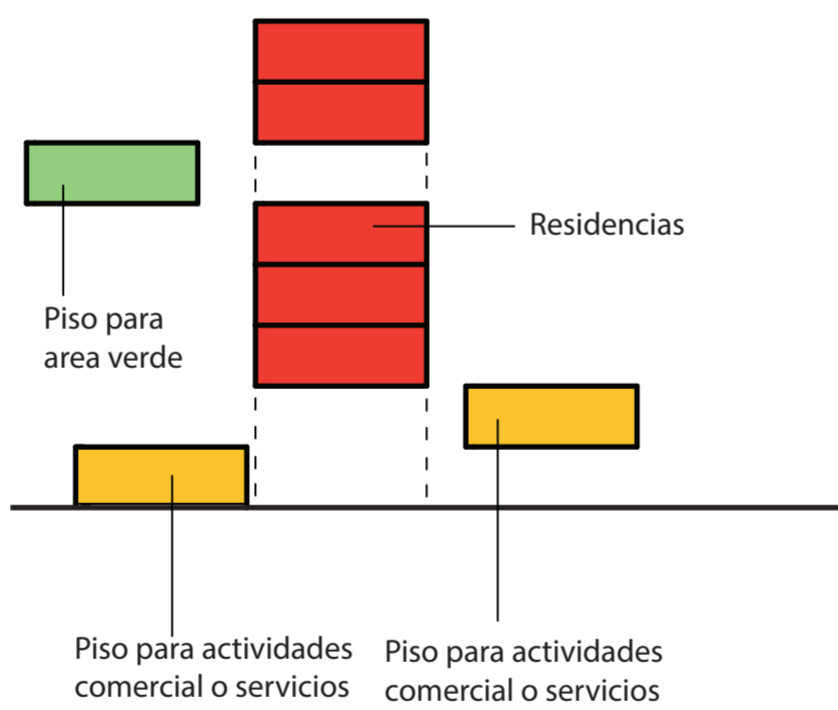 Residencias
Piso para
area verde
Piso para actividades
comercial o servicios
Piso para actividades
comercial o servicios